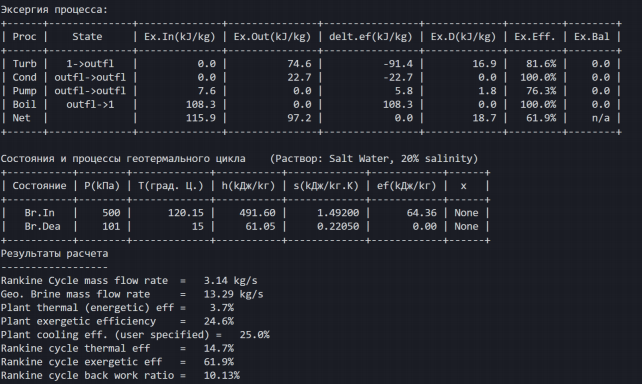 Эксергия процесса:
| Proc | State | Ex.In(kJ/kg) | Ex.Out(kJ/kg) | delt.ef(kJ/kg) | Ex.D(kJ/kg) | Ex.Eff. | Ex.Bal |
| Turb | 1->outfl | 0.0 | 74.6 | -91.4 | 16.9 | 81.6% | 0.0 |
| Cond | outfl->outfl | 0.0 | 22.7 | -22.7 | 0.0 | 100.0% | 0.0 |
| Pump | outfl->outfl | 7.6 | 0.0 | 5.8 | 1.8 | 76.3% | 0.0 |
| Boil | outfl->1 | 108.3 | 0.0 | 108.3 | 0.0 | 100.0% | 0.0 |
| Net | | 115.9 | 97.2 | 0.0 | 18.7 | 61.9% | n/a |
Состояния и процессы геотермального цикла (Раствор: Salt Water, 20% salinity)
| Состояние | P(кПа) | T(град. Ц.) | h(кДж/кг) | s(кДж/кг.К) | ef(кДж/кг) | x |
| Br.In | 500 | 120.15 | 491.60 | 1.49200 | 64.36 | None |
| Br.Dea | 101 | 15 | 61.05 | 0.22050 | 0.00 | None |
Результаты расчета
------------------
Rankine Cycle mass flow rate = 3.14 kg/s
Geo. Brine mass flow rate = 13.29 kg/s
Plant thermal (energetic) eff = 3.7%
Plant exergetic efficiency = 24.6%
Plant cooling eff. (user specified) = 25.0%
Rankine cycle thermal eff = 14.7%
Rankine cycle exergetic eff = 61.9%
Rankine cycle back work ratio = 10.13%